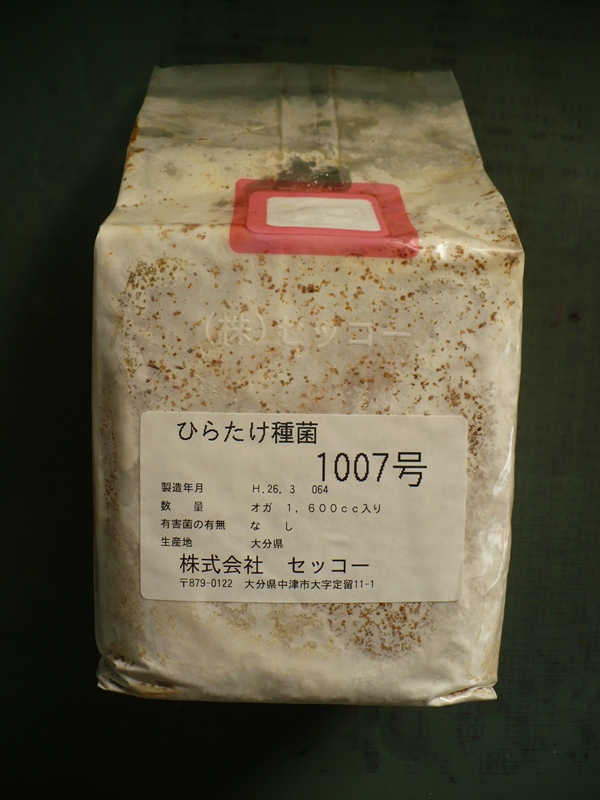 (株)セッコー
ひらたけ種菌
1007号
製造年月 H.26.3 064
数量 オガ 1,600cc入り
有害菌の有無 なし
生産地 大分県
株式会社 セッコー
〒879-0122 大分県中津市大字定留11-1